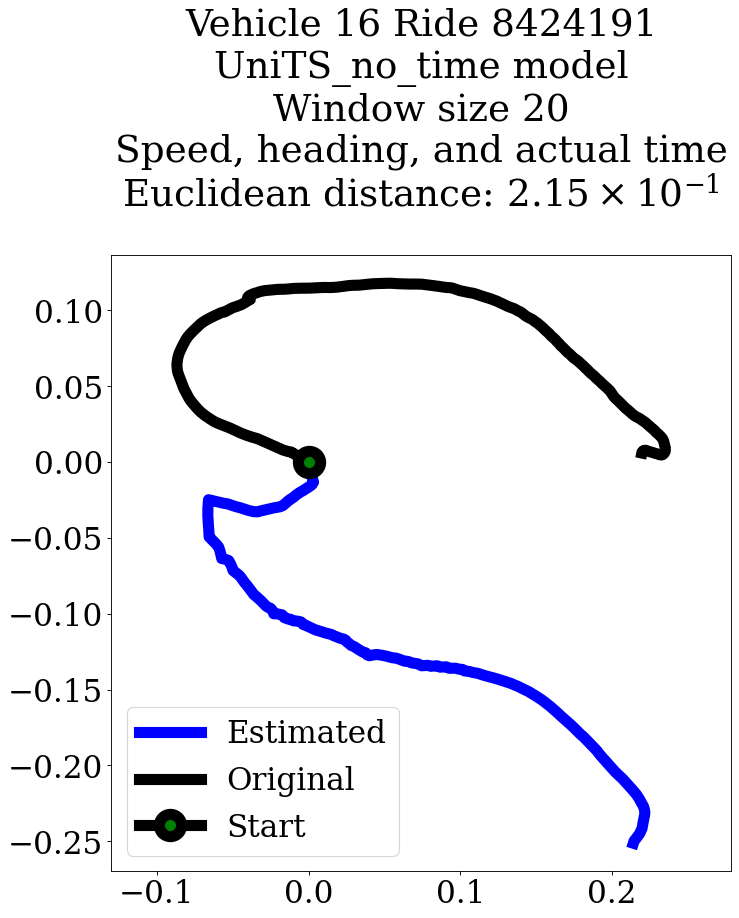 Vehicle 16 Ride 8424191
UniTS_no_time model
Window size 20
Speed, heading, and actual time
Euclidean distance: 2.15 × 10⁻¹
0.10
0.05
0.00
−0.05
−0.10
−0.15
−0.20
−0.25
Estimated
Original
Start
−0.1 0.0 0.1 0.2